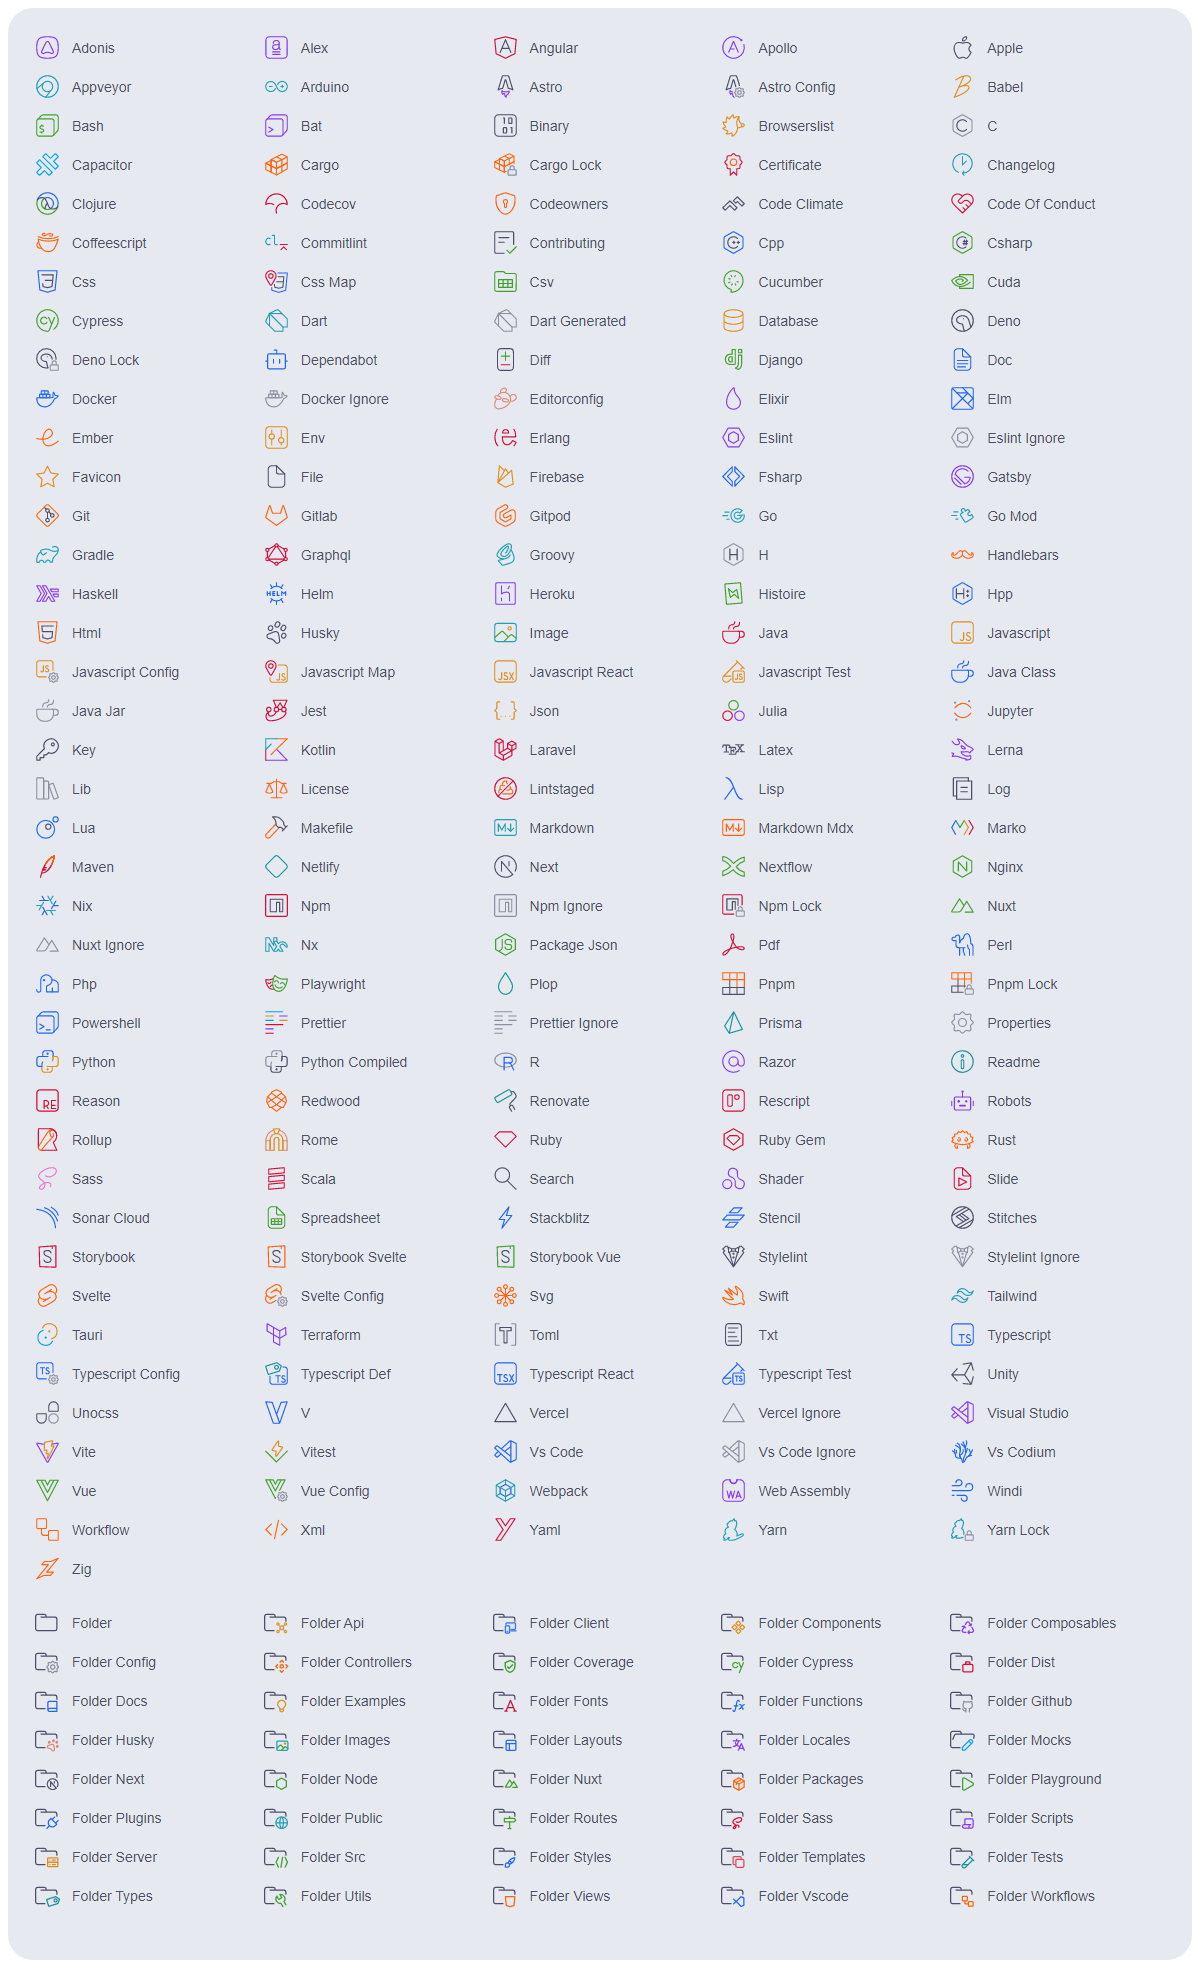 Adonis Alex Angular Apollo Apple
Appveyor Arduino Astro Astro Config Babel
Bash Bat Binary Browserslist C
Capacitor Cargo Cargo Lock Certificate Changelog
Clojure Codecov Codeowners Code Climate Code Of Conduct
Coffeescript Commitlint Contributing Cpp Csharp
Css Css Map Csv Cucumber Cuda
Cypress Dart Dart Generated Database Deno
Deno Lock Dependabot Diff Django Doc
Docker Docker Ignore Editorconfig Elixir Elm
Ember Env Erlang Eslint Eslint Ignore
Favicon File Firebase Fsharp Gatsby
Git Gitlab Gitpod Go Go Mod
Gradle Graphql Groovy H Handlebars
Haskell Helm Heroku Histoire Hpp
Html Husky Image Java Javascript
Javascript Config Javascript Map Javascript React Javascript Test Java Class
Java Jar Jest Json Julia Jupyter
Key Kotlin Laravel Latex Lerna
Lib License Lintstaged Lisp Log
Lua Makefile Markdown Markdown Mdx Marko
Maven Netlify Next Nextflow Nginx
Nix Npm Npm Ignore Npm Lock Nuxt
Nuxt Ignore Nx Package Json Pdf Perl
Php Playwright Plop Pnpm Pnpm Lock
Powershell Prettier Prettier Ignore Prisma Properties
Python Python Compiled R Razor Readme
Reason Redwood Renovate Rescript Robots
Rollup Rome Ruby Ruby Gem Rust
Sass Scala Search Shader Slide
Sonar Cloud Spreadsheet Stackblitz Stencil Stitches
Storybook Storybook Svelte Storybook Vue Stylelint Stylelint Ignore
Svelte Svelte Config Svg Swift Tailwind
Tauri Terraform Toml Txt Typescript
Typescript Config Typescript Def Typescript React Typescript Test Unity
Unocss V Vercel Vercel Ignore Visual Studio
Vite Vitest Vs Code Vs Code Ignore Vs Codium
Vue Vue Config Webpack Web Assembly Windi
Workflow Xml Yaml Yarn Yarn Lock
Zig
Folder Folder Api Folder Client Folder Components Folder Composables
Folder Config Folder Controllers Folder Coverage Folder Cypress Folder Dist
Folder Docs Folder Examples Folder Fonts Folder Functions Folder Github
Folder Husky Folder Images Folder Layouts Folder Locales Folder Mocks
Folder Next Folder Node Folder Nuxt Folder Packages Folder Playground
Folder Plugins Folder Public Folder Routes Folder Sass Folder Scripts
Folder Server Folder Src Folder Styles Folder Templates Folder Tests
Folder Types Folder Utils Folder Views Folder Vscode Folder Workflows